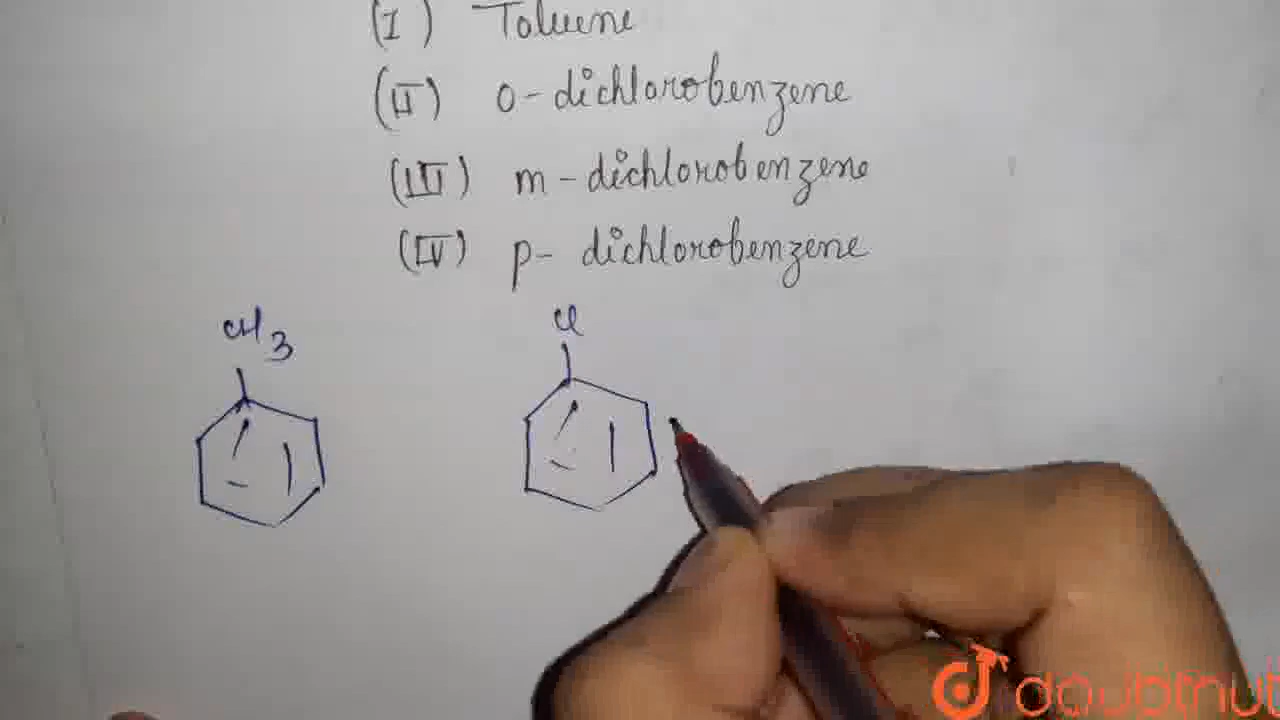 (I) Toluene
(II) o-dichlorobenzene
(III) m-dichlorobenzene
(IV) p-dichlorobenzene
CH3
Cl
doubtnut